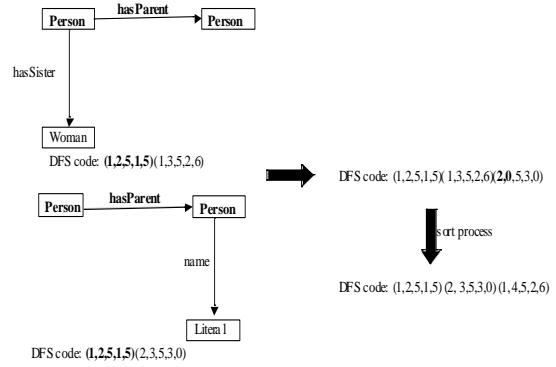 hasParent
Person Person
hasSister
Woman
DFS code: (1,2,5,1,5)(1,3,5,2,6)
DFS code: (1,2,5,1,5)(1,3,5,2,6)(2,0,5,3,0)
hasParent
Person Person
sort process
name
DFS code: (1,2,5,1,5)(2, 3,5,3,0)(1,4,5,2,6)
Literal
DFS code: (1,2,5,1,5)(2,3,5,3,0)